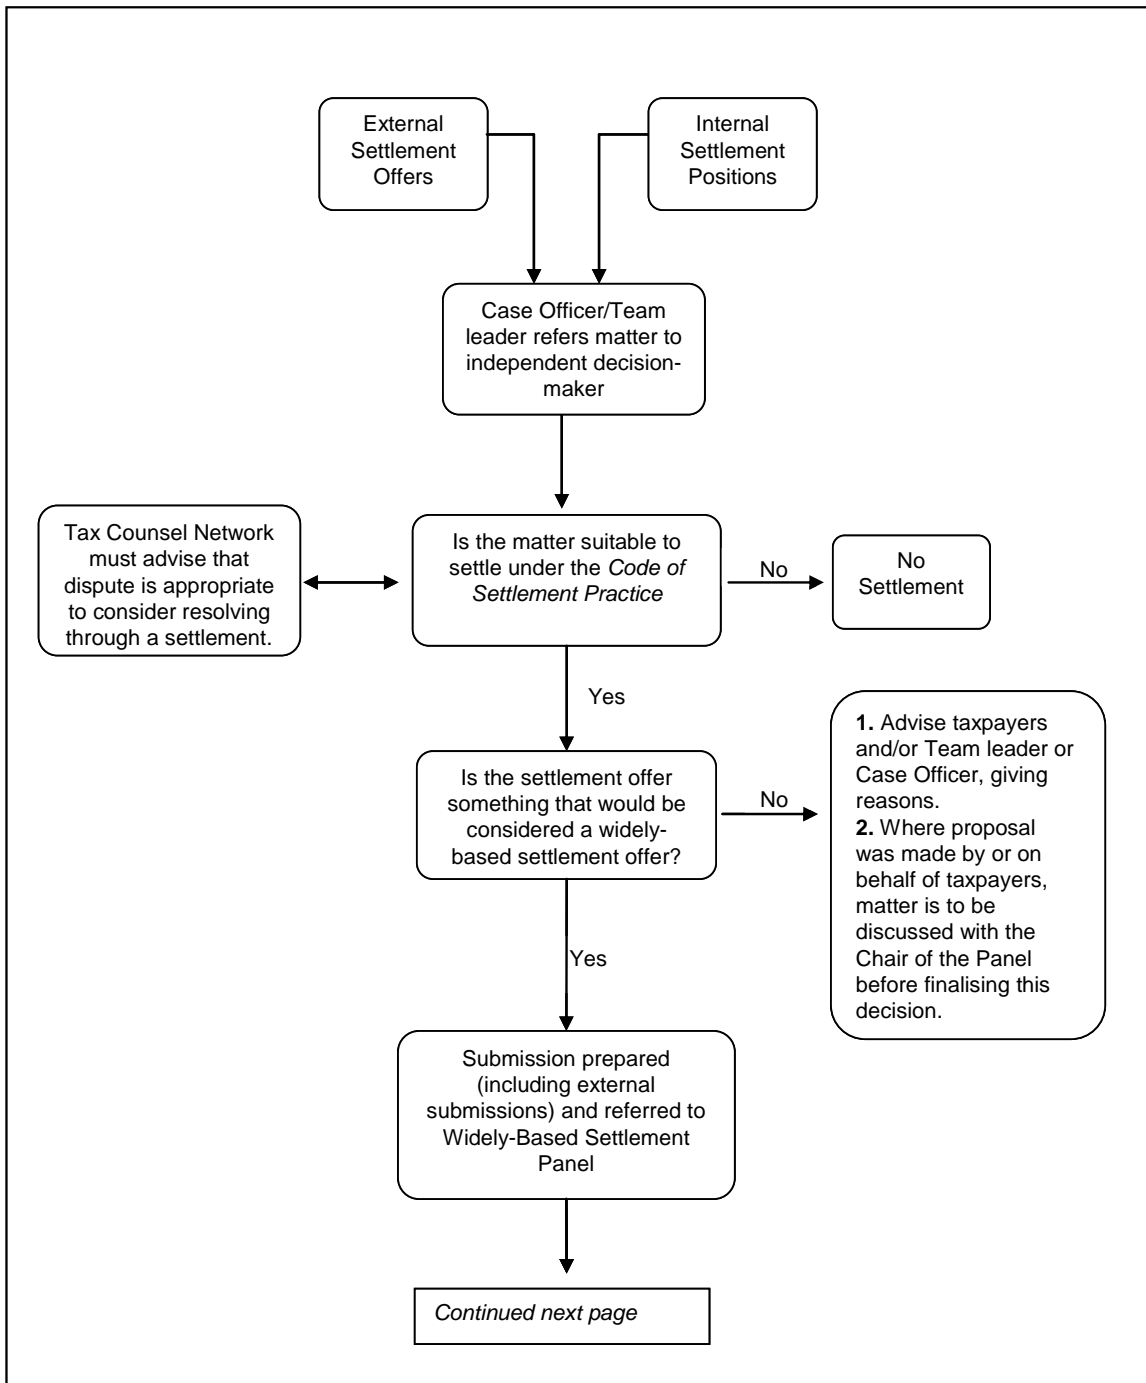 External
Settlement
Offers
Internal
Settlement
Positions
Case Officer/Team
leader refers matter to
independent decision-
maker
Tax Counsel Network
must advise that
dispute is appropriate
to consider resolving
through a settlement.
Is the matter suitable to
settle under the Code of
Settlement Practice
No
No
Settlement
Yes
Is the settlement offer
something that would be
considered a widely-
based settlement offer?
No
1. Advise taxpayers
and/or Team leader or
Case Officer, giving
reasons.
2. Where proposal
was made by or on
behalf of taxpayers,
matter is to be
discussed with the
Chair of the Panel
before finalising this
decision.
Yes
Submission prepared
(including external
submissions) and referred to
Widely-Based Settlement
Panel
Continued next page